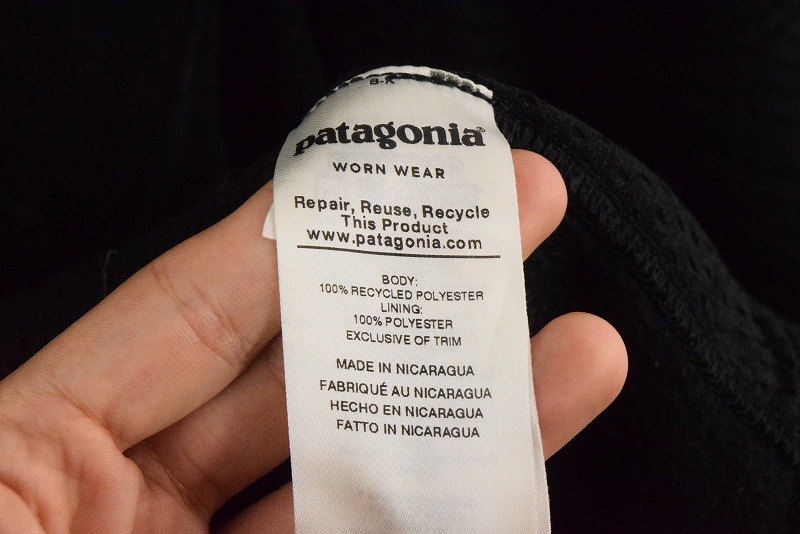 patagonia®
WORN WEAR
Repair, Reuse, Recycle
This Product
www.patagonia.com
BODY:
100% RECYCLED POLYESTER
LINING:
100% POLYESTER
EXCLUSIVE OF TRIM
MADE IN NICARAGUA
FABRIQUÉ AU NICARAGUA
HECHO EN NICARAGUA
FATTO IN NICARAGUA